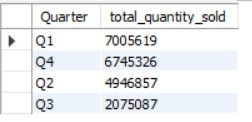 Quarter total_quantity_sold
Q1 7005619
Q4 6745326
Q2 4946857
Q3 2075087